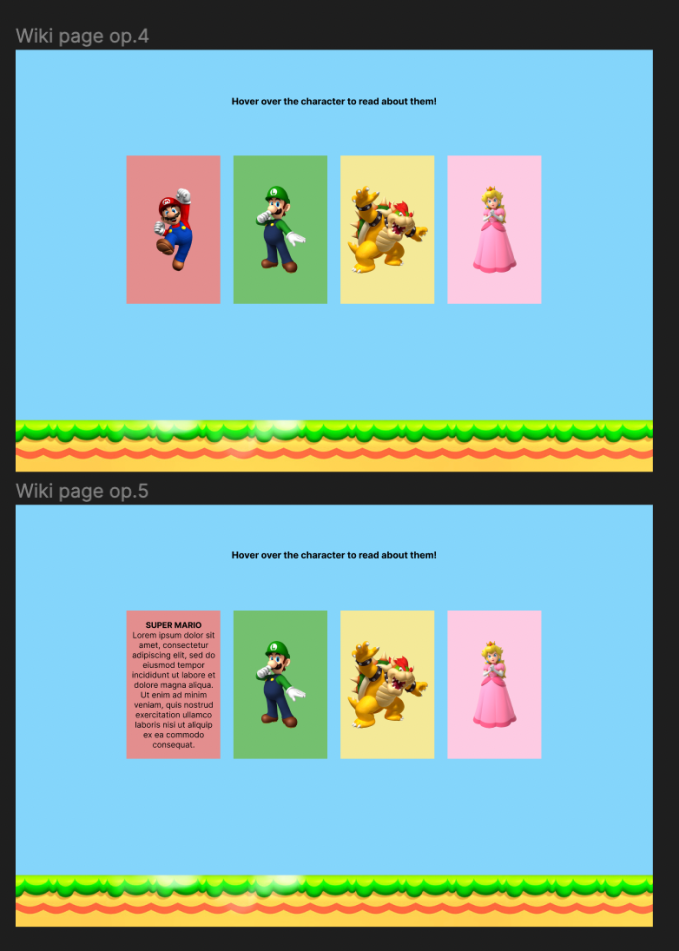 Wiki page op.4
Hover over the character to read about them!
L
Wiki page op.5
Hover over the character to read about them!
SUPER MARIO
Lorem ipsum dolor sit
amet, consectetur
adipiscing elit, sed do
eiusmod tempor
incididunt ut labore et
dolore magna aliqua.
Ut enim ad minim
veniam, quis nostrud
exercitation ullamco
laboris nisi ut aliquip
ex ea commodo
consequat.
L